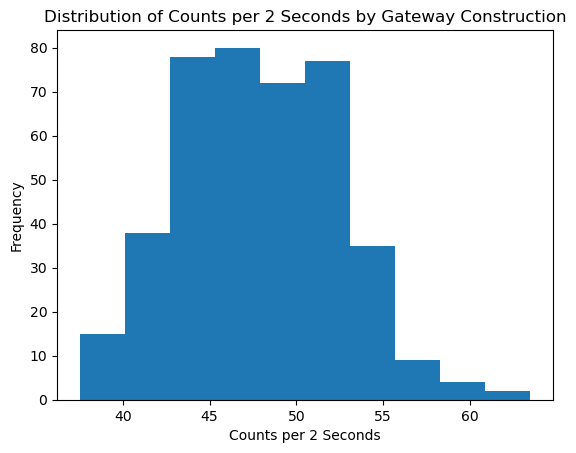 Distribution of Counts per 2 Seconds by Gateway Construction
80
70
60
50
40
30
20
10
0
Frequency
40 45 50 55 60
Counts per 2 Seconds